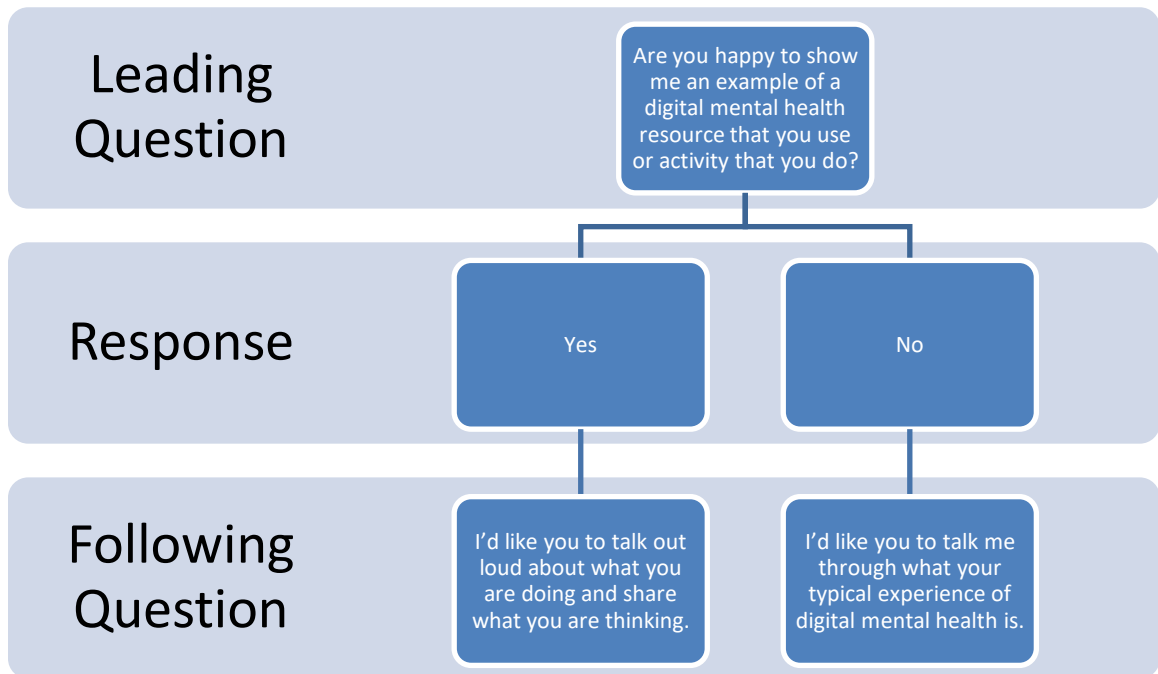 Leading
Question
Are you happy to show
me an example of a
digital mental health
resource that you use
or activity that you do?
Response
Yes
No
Following
Question
I’d like you to talk out
loud about what you
are doing and share
what you are thinking.
I’d like you to talk me
through what your
typical experience of
digital mental health is.